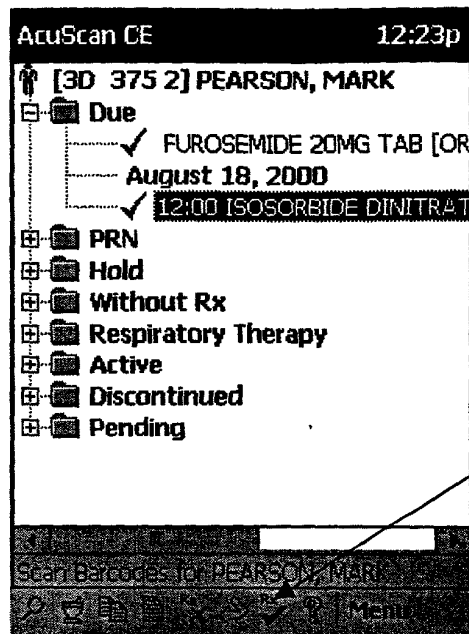 AcuScan CE 12:23p
[3D 375 2] PEARSON, MARK
Due
FUROSEMIDE 20MG TAB [OR
August 18, 2000
12:00 ISOSORBIDE DINITRAT
PRN
Hold
Without Rx
Respiratory Therapy
Active
Discontinued
Pending
Scan Barcodes for PEARSON, MARK
Menu